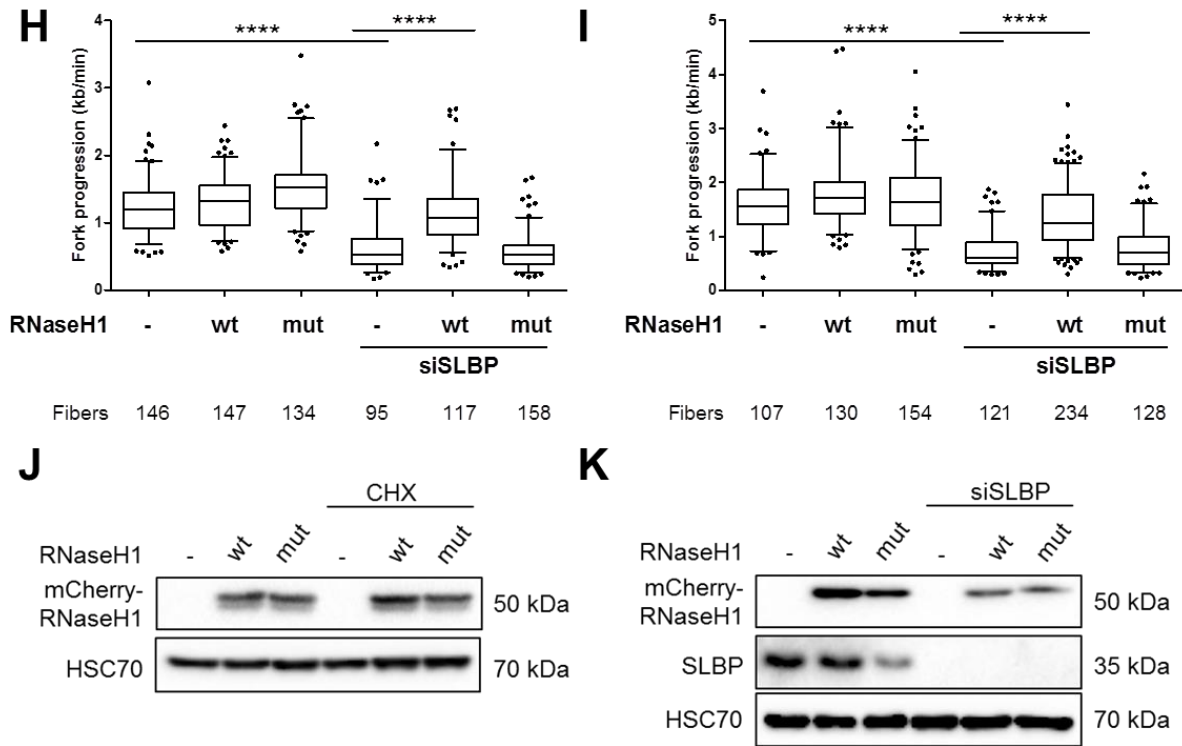 H
Fork progression (kb/min)
4
3
2
1
0
**** ****
RNaseH1 - wt mut - wt mut
siSLBP
Fibers 146 147 134 95 117 158
I
Fork progression (kb/min)
5
4
3
2
1
0
**** ****
RNaseH1 - wt mut - wt mut
siSLBP
Fibers 107 130 154 121 234 128
J
CHX
RNaseH1 - wt mut - wt mut
mCherry-
RNaseH1
50 kDa
HSC70 70 kDa
K
siSLBP
RNaseH1 - wt mut - wt mut
mCherry-
RNaseH1
50 kDa
SLBP 35 kDa
HSC70 70 kDa